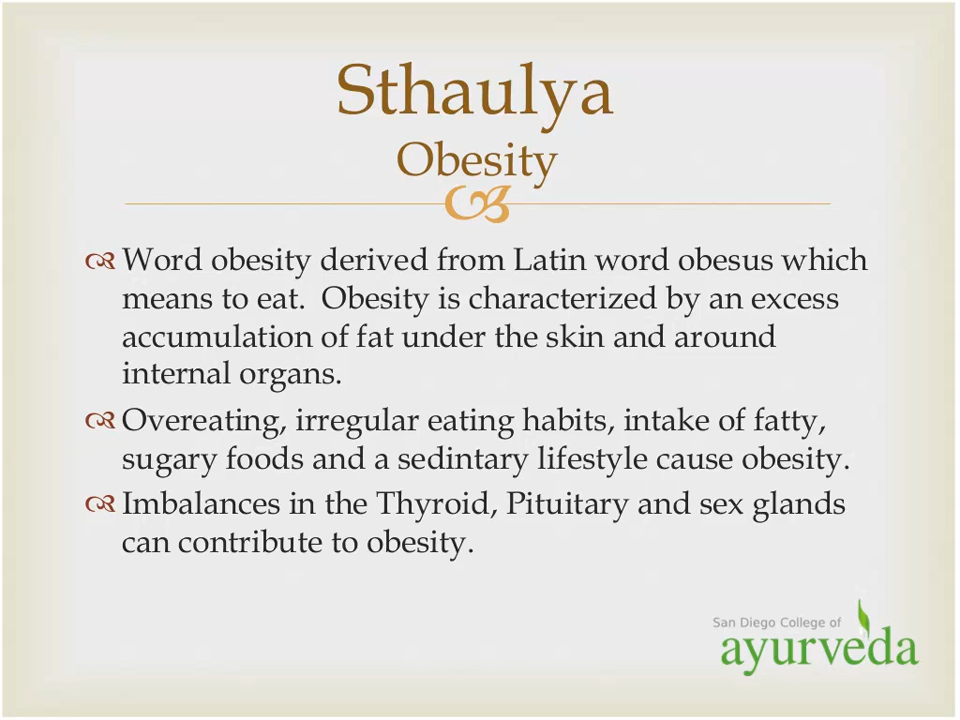 Sthaulya
Obesity
Word obesity derived from Latin word obesus which
means to eat. Obesity is characterized by an excess
accumulation of fat under the skin and around
internal organs.
Overeating, irregular eating habits, intake of fatty,
sugary foods and a sedintary lifestyle cause obesity.
Imbalances in the Thyroid, Pituitary and sex glands
can contribute to obesity.
San Diego College of
ayurveda